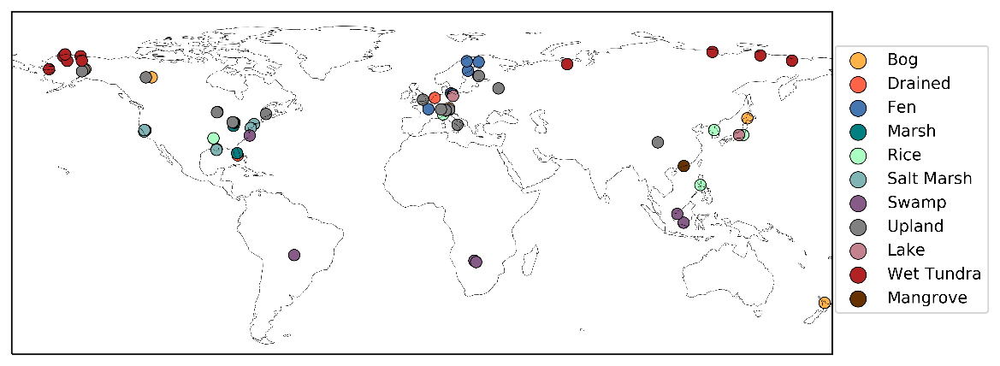 Bog
Drained
Fen
Marsh
Rice
Salt Marsh
Swamp
Upland
Lake
Wet Tundra
Mangrove